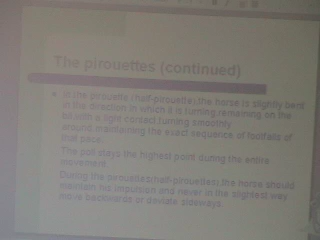 The pirouettes (continued)
In the pirouette (half-pirouette) the horse is slightly bent
in the direction in which it is turning remaining on the
bit with a light contact turning smoothly
around maintaining the exact sequence of footfalls of
that pace.
The poll stays the highest point during the entire
movement.
During the pirouettes(half-pirouettes) the horse should
maintain his impulsion and never in the slightest way
move backwards or deviate sideways.